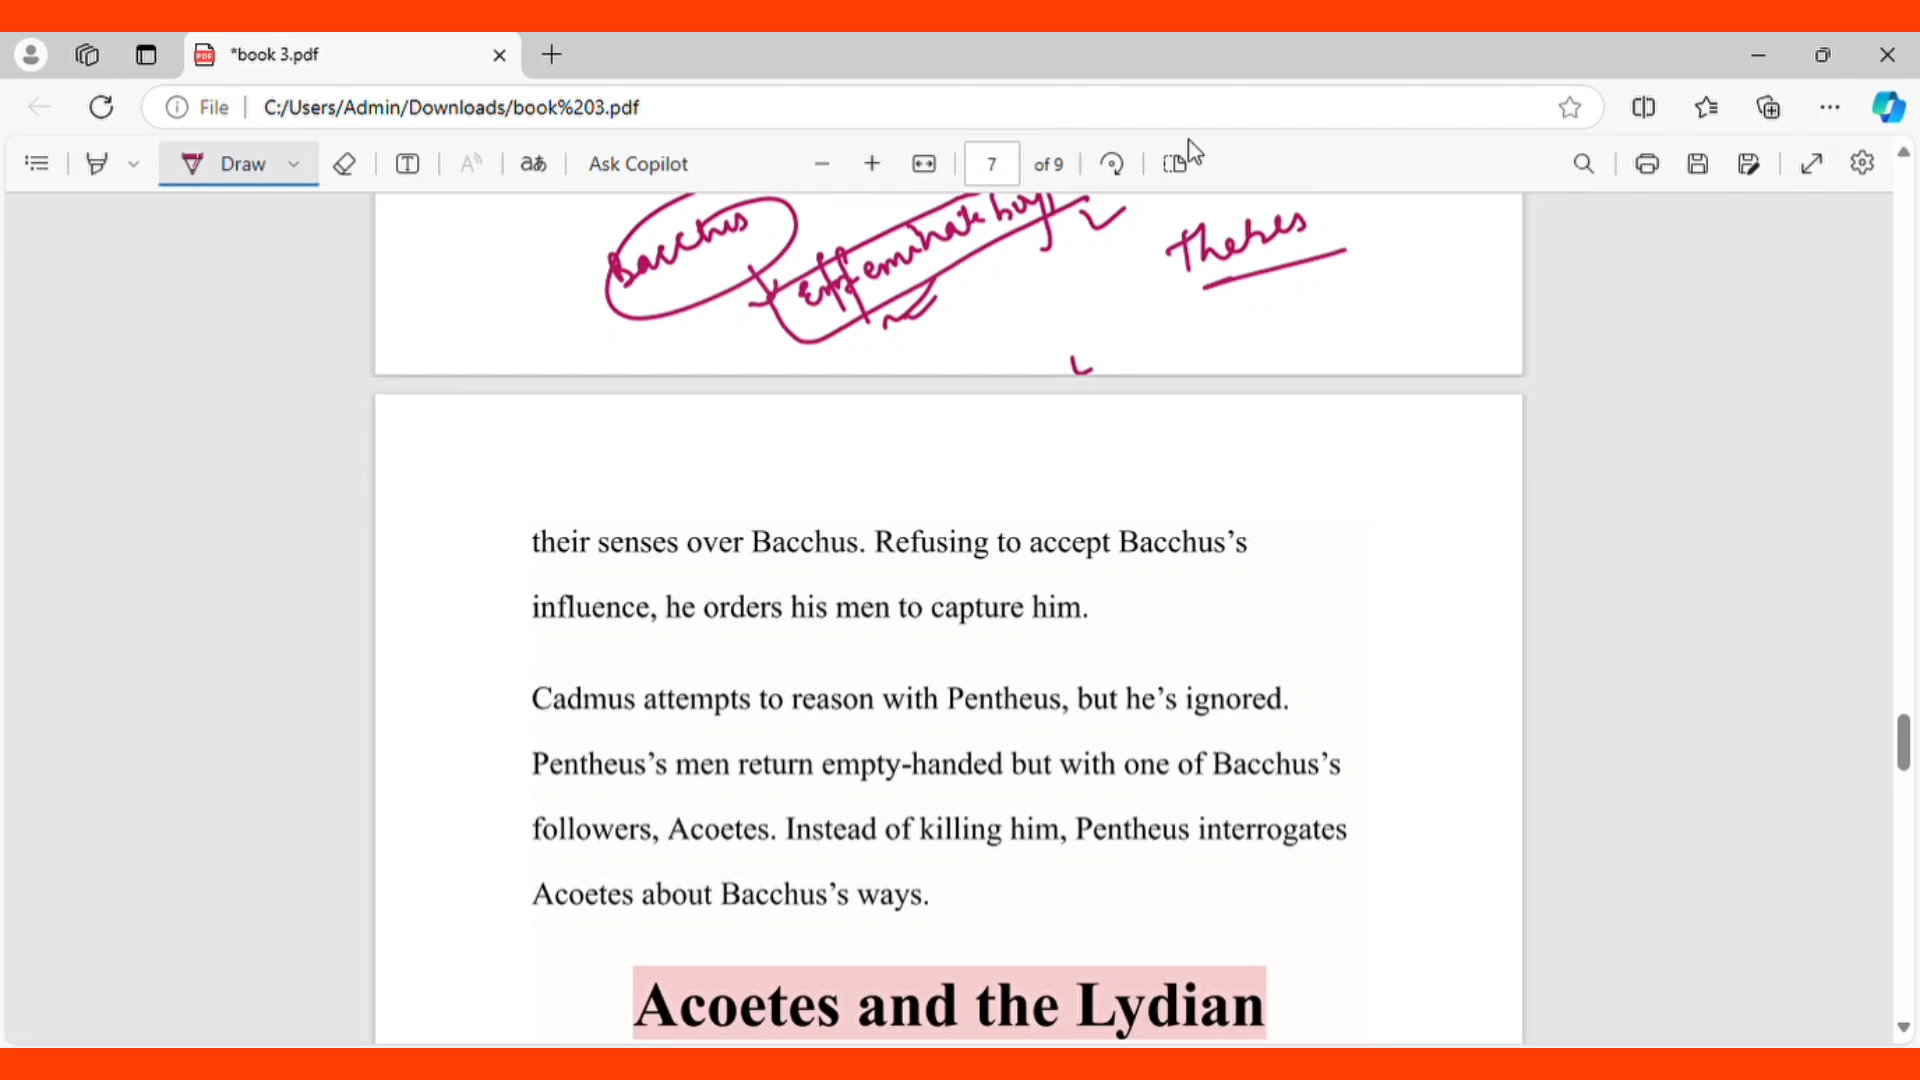 *book 3.pdf
File C:/Users/Admin/Downloads/book%203.pdf
Draw Ask Copilot 7 of 9
Bacchus Effeminate boy Thebes
their senses over Bacchus. Refusing to accept Bacchus’s
influence, he orders his men to capture him.
Cadmus attempts to reason with Pentheus, but he’s ignored.
Pentheus’s men return empty-handed but with one of Bacchus’s
followers, Acoetes. Instead of killing him, Pentheus interrogates
Acoetes about Bacchus’s ways.
Acoetes and the Lydian